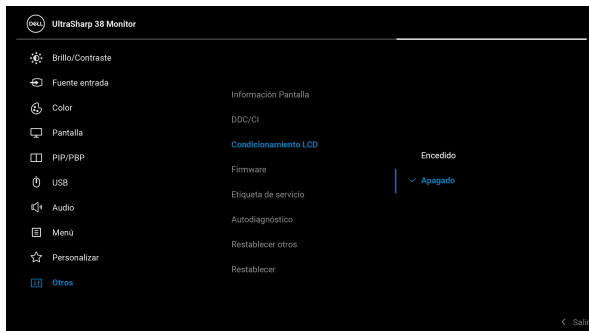 DELL UltraSharp 38 Monitor
Brillo/Contraste
Fuente entrada
Color
Pantalla
PIP/PBP
USB
Audio
Menú
Personalizar
Otros
Información Pantalla
DDC/CI
Condicionamiento LCD
Firmware
Etiqueta de servicio
Autodiagnóstico
Restablecer otros
Restablecer
Encedido
Apagado
Salir